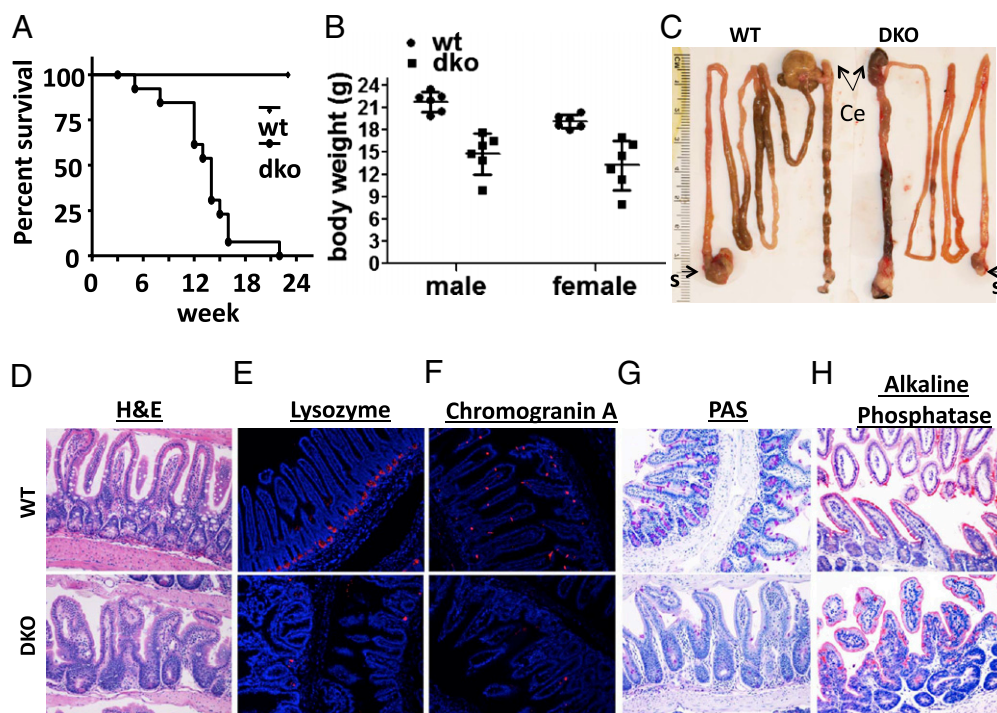 A
Percent survival
100
75
50
25
0
0 6 12 18 24
week
wt
dko
B
wt
dko
body weight (g)
24
21
18
15
12
9
6
3
0
male female
C
WT DKO
Ce
s s
D
H&E
E
Lysozyme
F
Chromogranin A
G
PAS
H
Alkaline
Phosphatase
WT
DKO